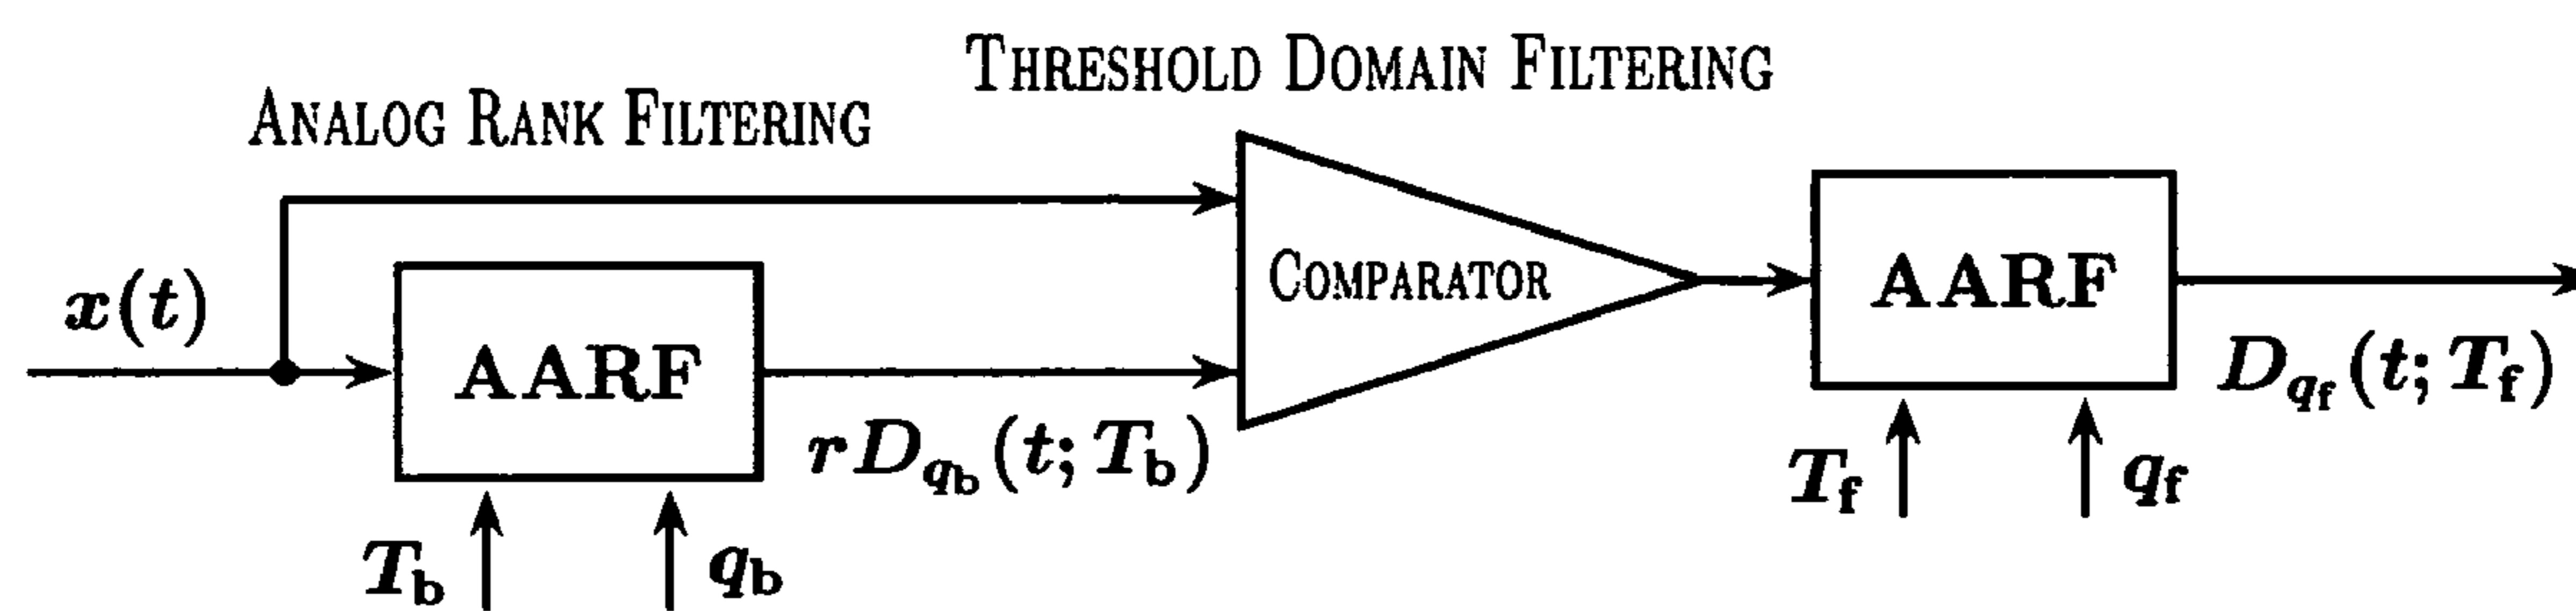 THRESHOLD DOMAIN FILTERING
ANALOG RANK FILTERING
x(t)
AARF
COMPARATOR
AARF
rD_{q_b}(t; T_b)
D_{q_f}(t; T_f)
T_b
q_b
T_f
q_f